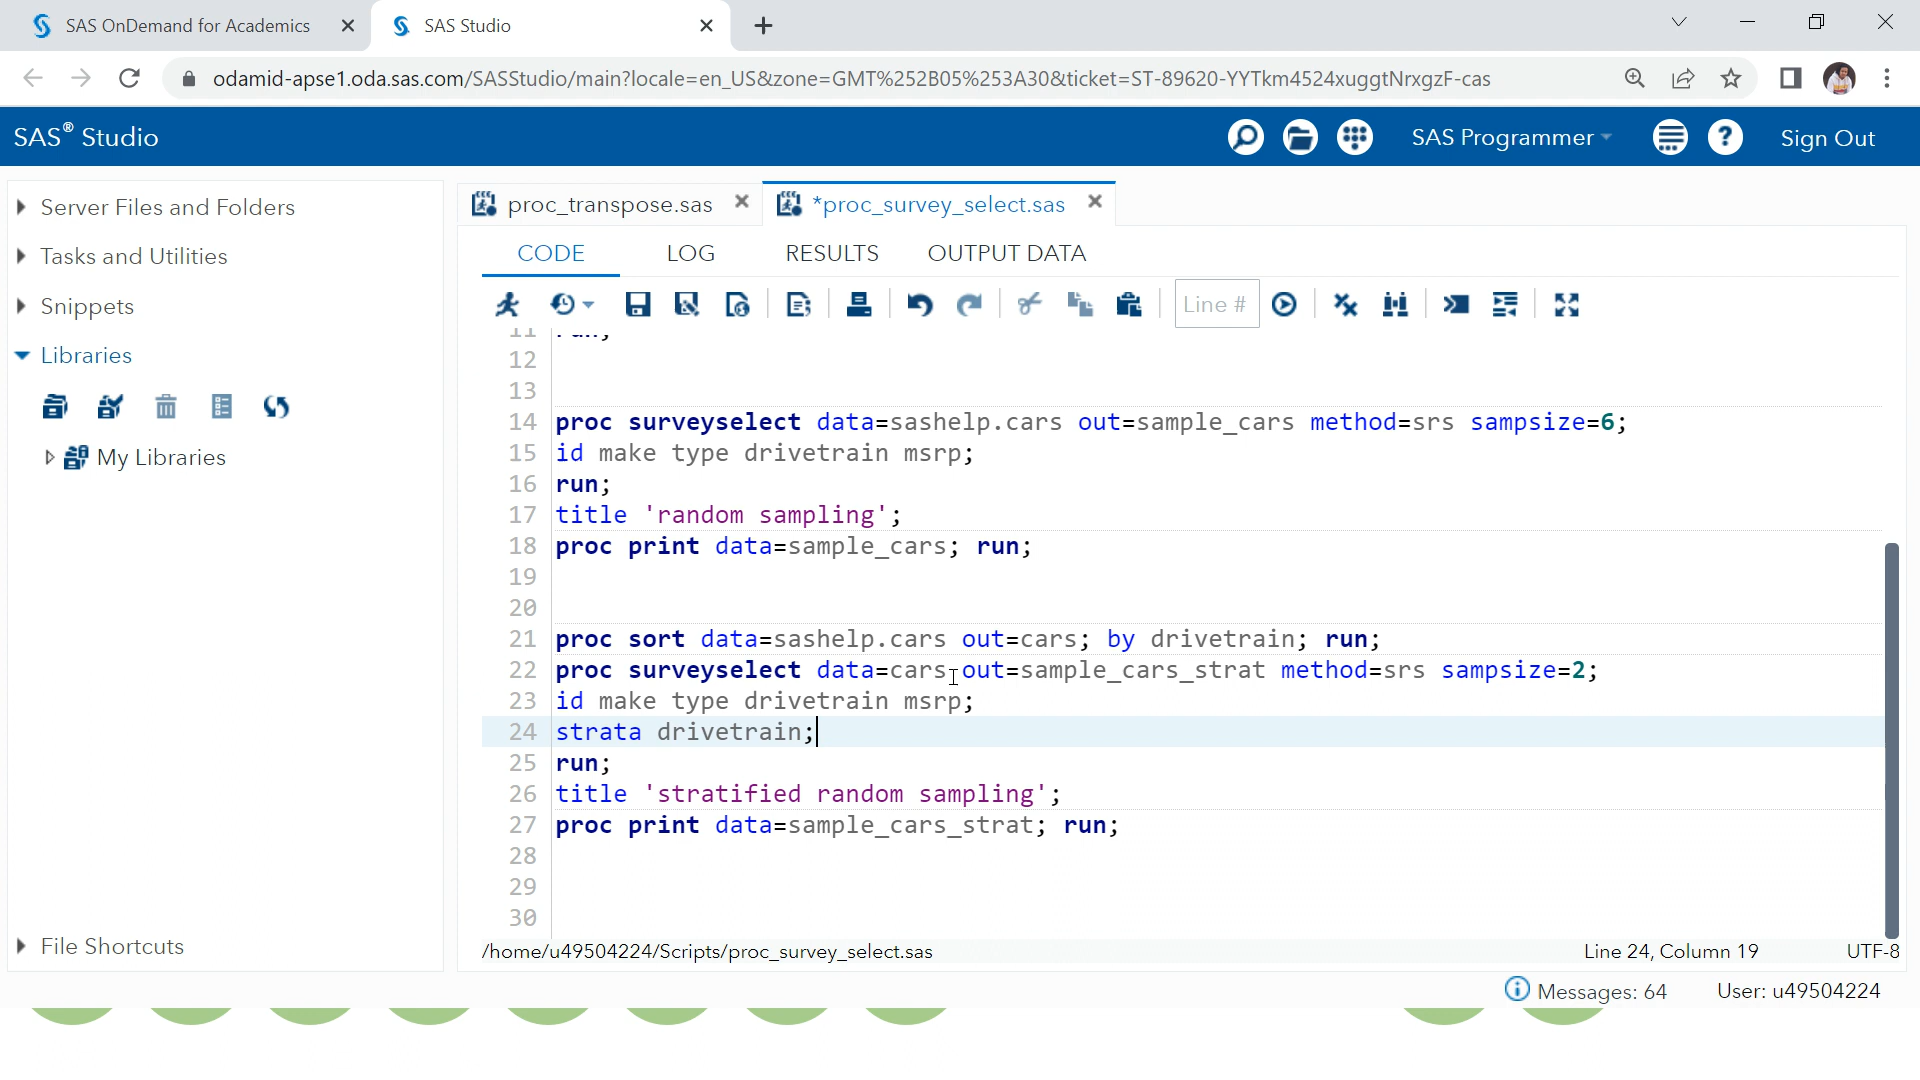 SAS OnDemand for Academics
SAS Studio
odamid-apse1.oda.sas.com/SASStudio/main?locale=en_US&zone=GMT%252B05%253A30&ticket=ST-89620-YYTkm4524xuggtNrxgzF-cas
SAS® Studio
SAS Programmer
Sign Out
Server Files and Folders
Tasks and Utilities
Snippets
Libraries
My Libraries
File Shortcuts
proc_transpose.sas
*proc_survey_select.sas
CODE LOG RESULTS OUTPUT DATA
Line #
11 run;
12
13
14 proc surveyselect data=sashelp.cars out=sample_cars method=srs sampsize=6;
15 id make type drivetrain msrp;
16 run;
17 title 'random sampling';
18 proc print data=sample_cars; run;
19
20
21 proc sort data=sashelp.cars out=cars; by drivetrain; run;
22 proc surveyselect data=cars out=sample_cars_strat method=srs sampsize=2;
23 id make type drivetrain msrp;
24 strata drivetrain;
25 run;
26 title 'stratified random sampling';
27 proc print data=sample_cars_strat; run;
28
29
30
/home/u49504224/Scripts/proc_survey_select.sas
Line 24, Column 19
UTF-8
Messages: 64
User: u49504224